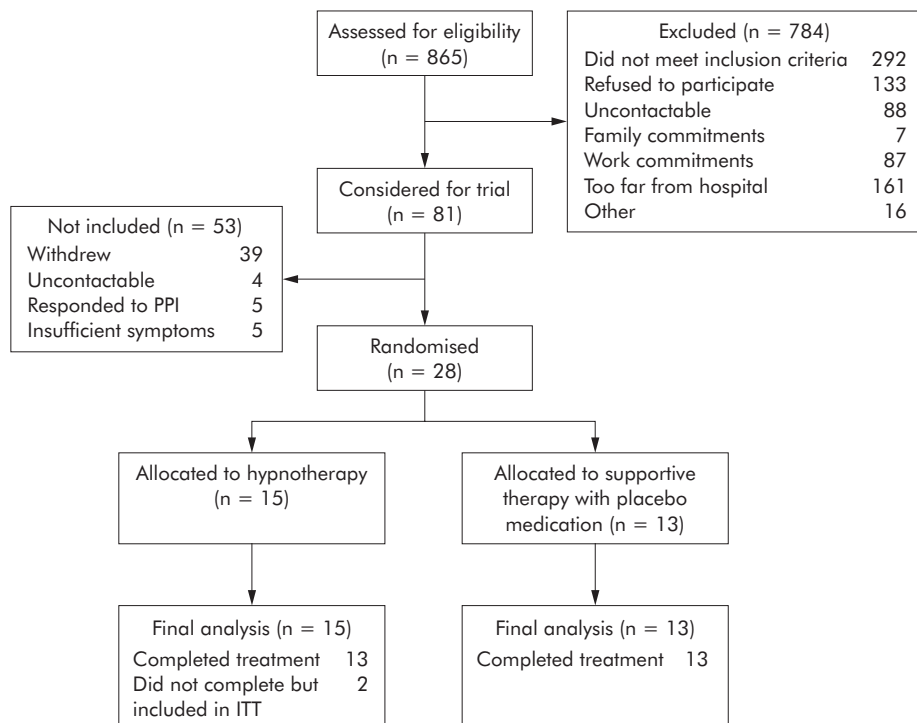 Assessed for eligibility
(n = 865)
Excluded (n = 784)
Did not meet inclusion criteria 292
Refused to participate 133
Uncontactable 88
Family commitments 7
Work commitments 87
Too far from hospital 161
Other 16
Considered for trial
(n = 81)
Not included (n = 53)
Withdrew 39
Uncontactable 4
Responded to PPI 5
Insufficient symptoms 5
Randomised
(n = 28)
Allocated to hypnotherapy
(n = 15)
Allocated to supportive
therapy with placebo
medication (n = 13)
Final analysis (n = 15)
Completed treatment 13
Did not complete but 2
included in ITT
Final analysis (n = 13)
Completed treatment 13